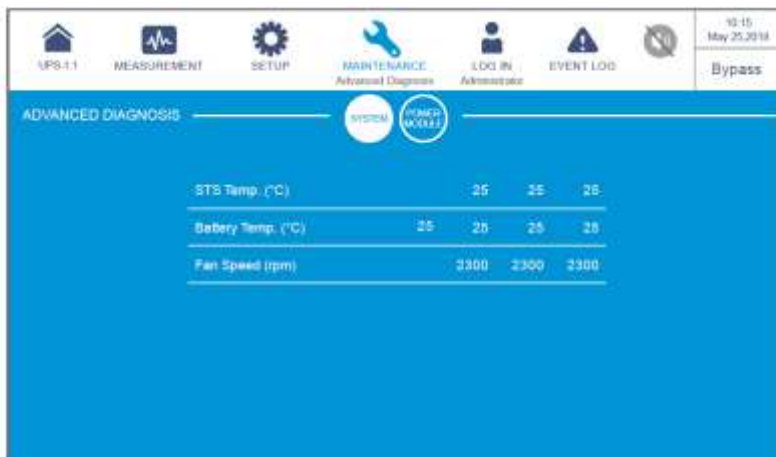 10:15
May 25,2018
UPS-1.1 MEASUREMENT SETUP MAINTENANCE LOG IN EVENT LOG
Advanced Diagnosis Administrator
Bypass
ADVANCED DIAGNOSIS SYSTEM POWER MODULE
STS Temp. (°C) 25 25 25
Battery Temp. (°C) 25 25 25 25
Fan Speed (rpm) 2300 2300 2300